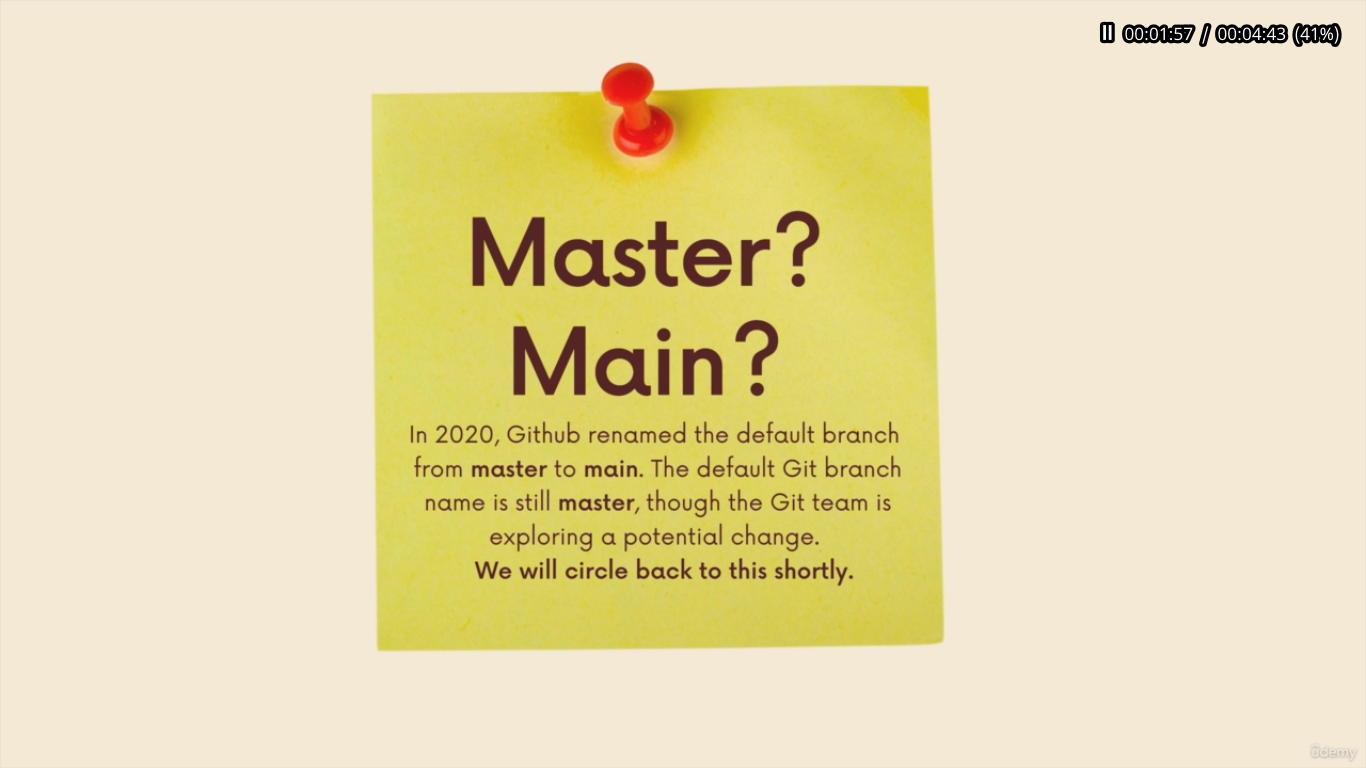 00:01:57 / 00:04:43 (41%)
Master?
Main?
In 2020, Github renamed the default branch
from master to main. The default Git branch
name is still master, though the Git team is
exploring a potential change.
We will circle back to this shortly.
ûdemy